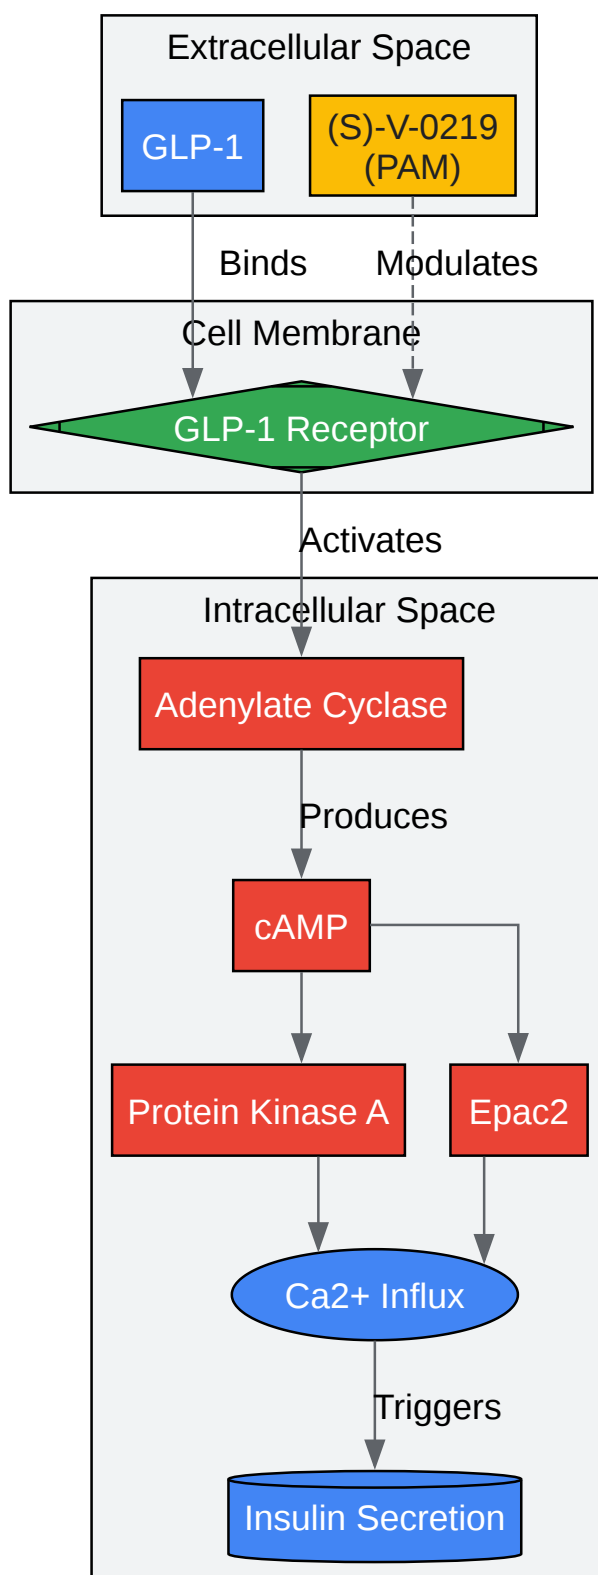 Extracellular Space
GLP-1
(S)-V-0219
(PAM)
Binds
Modulates
Cell Membrane
GLP-1 Receptor
Activates
Intracellular Space
Adenylate Cyclase
Produces
cAMP
Protein Kinase A
Epac2
Ca2+ Influx
Triggers
Insulin Secretion